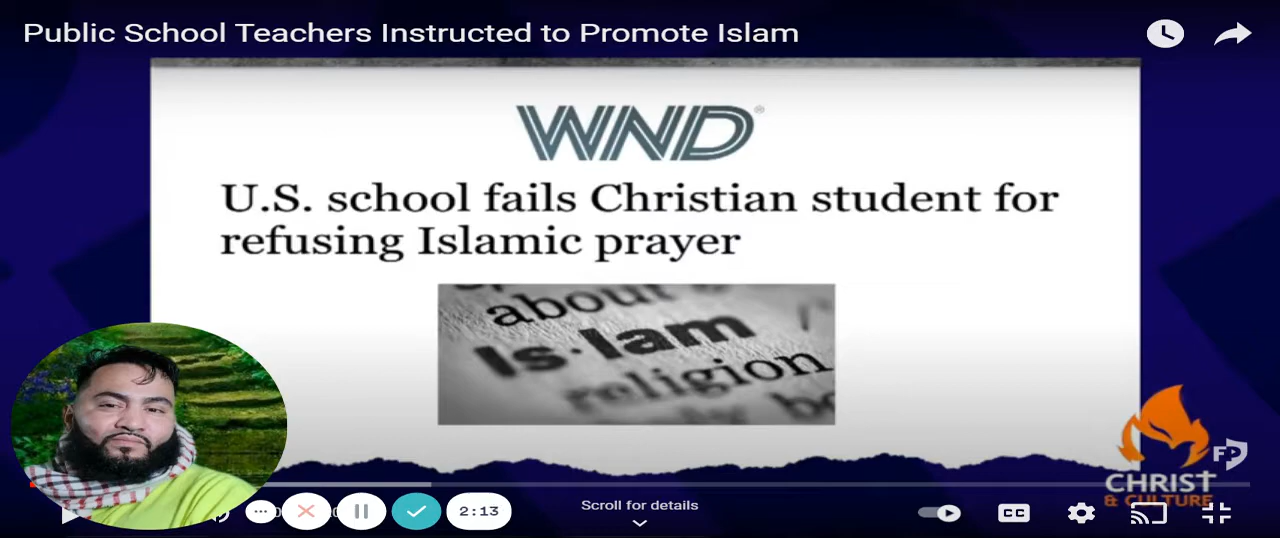 Public School Teachers Instructed to Promote Islam
WND®
U.S. school fails Christian student for
refusing Islamic prayer
about
Is·lam
religion
FP
CHRIST
& CULTURE
2:13
Scroll for details
CC